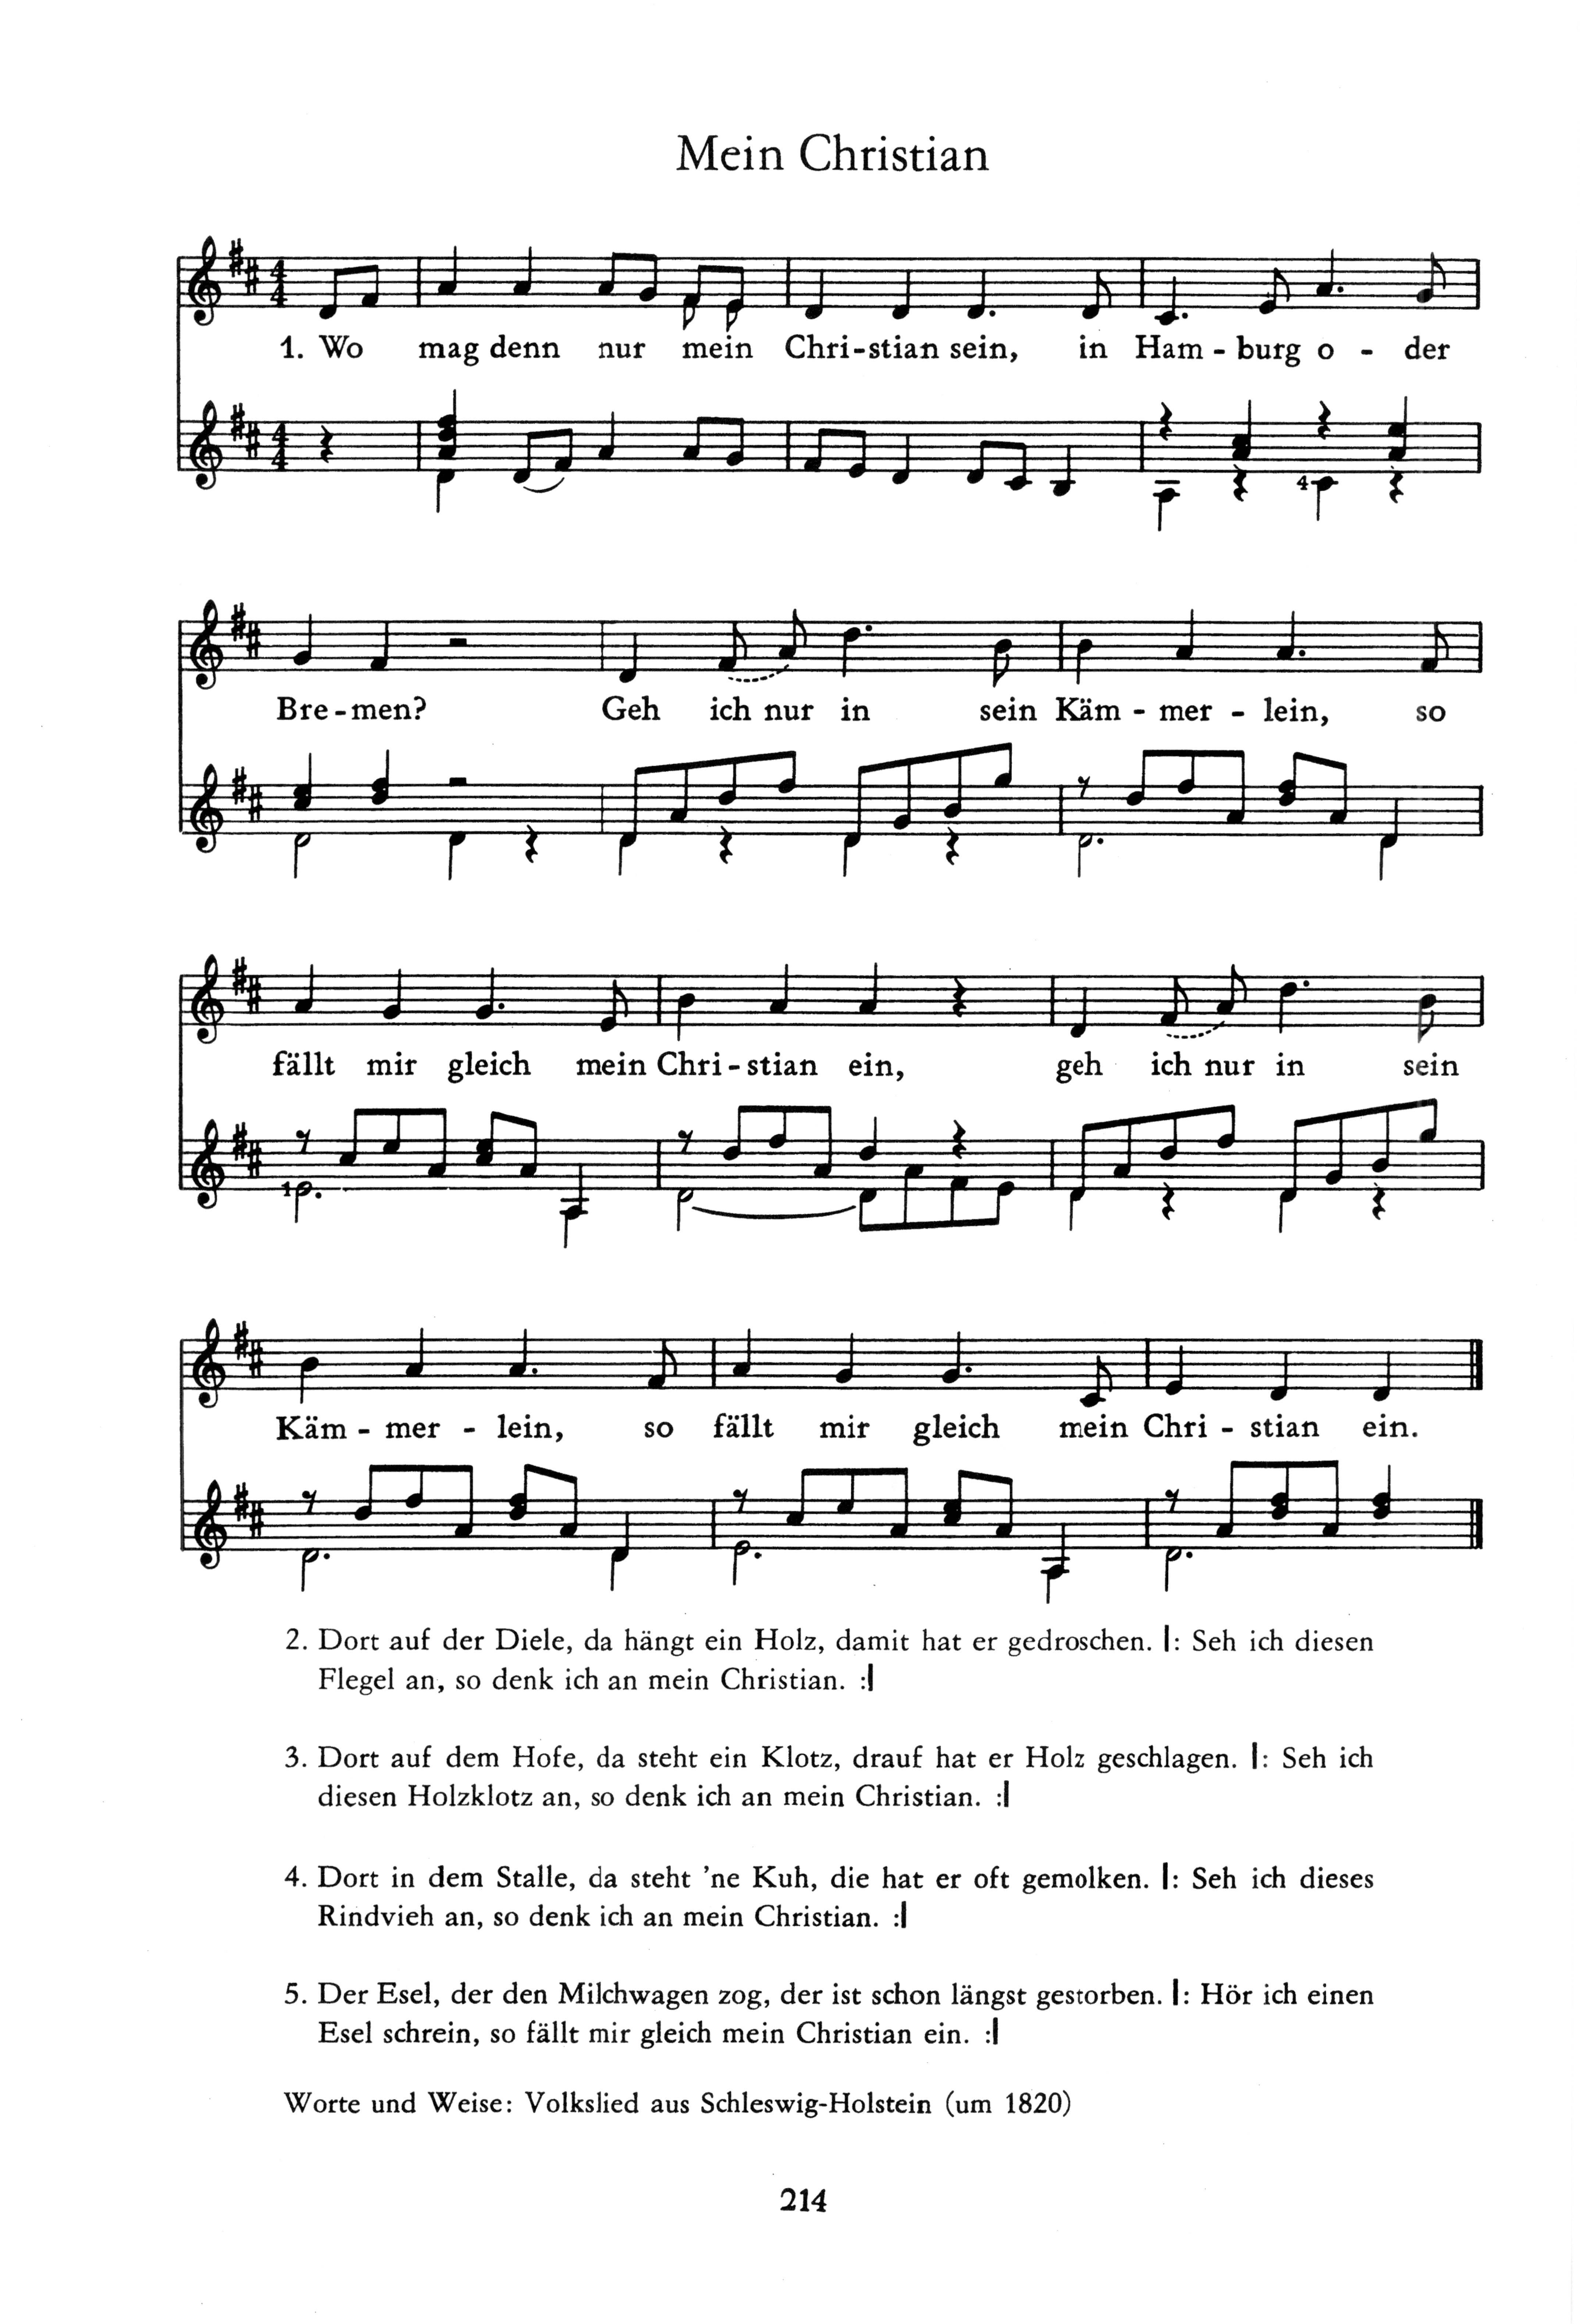 Mein Christian
1. Wo mag denn nur mein Chri-stian sein, in Ham-burg o-der
4
Bre-men? Geh ich nur in sein Käm-mer-lein, so
fällt mir gleich mein Chri-stian ein, geh ich nur in sein
1
Käm-mer-lein, so fällt mir gleich mein Chri-stian ein.
2. Dort auf der Diele, da hängt ein Holz, damit hat er gedroschen. |: Seh ich diesen
Flegel an, so denk ich an mein Christian. :|
3. Dort auf dem Hofe, da steht ein Klotz, drauf hat er Holz geschlagen. |: Seh ich
diesen Holzklotz an, so denk ich an mein Christian. :|
4. Dort in dem Stalle, da steht ’ne Kuh, die hat er oft gemolken. |: Seh ich dieses
Rindvieh an, so denk ich an mein Christian. :|
5. Der Esel, der den Milchwagen zog, der ist schon längst gestorben. |: Hör ich einen
Esel schrein, so fällt mir gleich mein Christian ein. :|
Worte und Weise: Volkslied aus Schleswig-Holstein (um 1820)
214